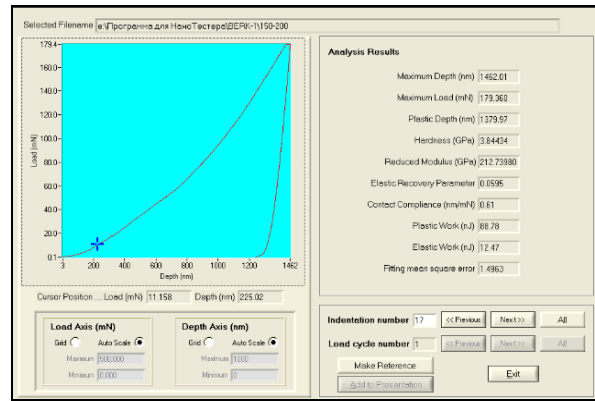 Selected Filename е:\Программа для НаноТестера\BERK-1\150-200
179.4-
160.0-
140.0-
120.0-
100.0-
80.0-
60.0-
40.0-
20.0-
0.1-
Load (mN)
3 200 400 600 800 1000 1200 1462
Depth (nm)
Cursor Position ... Load (mN) 11.158 Depth (nm) 225.02
Load Axis (mN)
Grid Auto Scale
Maximum 500.000
Minimum 0.000
Depth Axis (nm)
Grid Auto Scale
Maximum 1000
Minimum 0
Analysis Results
Maximum Depth (nm) 1462.01
Maximum Load (mN) 179.360
Plastic Depth (nm) 1379.97
Hardness (GPa) 3.84434
Reduced Modulus (GPa) 212.73980
Elastic Recovery Parameter 0.0595
Contact Compliance (nm/mN) 0.61
Plastic Work (nJ) 88.78
Elastic Work (nJ) 12.47
Fitting mean square error 1.4963
Indentation number 17 << Previous Next >> All
Load cycle number 1 << Previous Next >> All
Make Reference
Add to Presentation
Exit